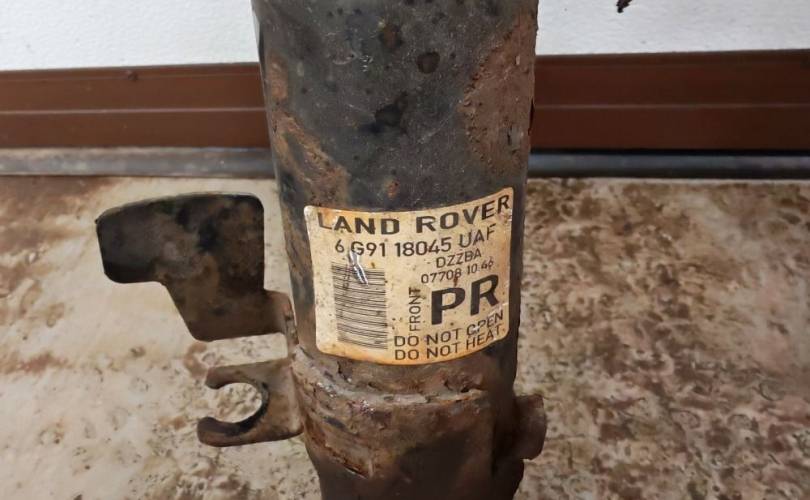 LAND ROVER
6G91 18045 UAF
DZZBA
07708 10 46
FRONT PR
DO NOT OPEN
DO NOT HEAT